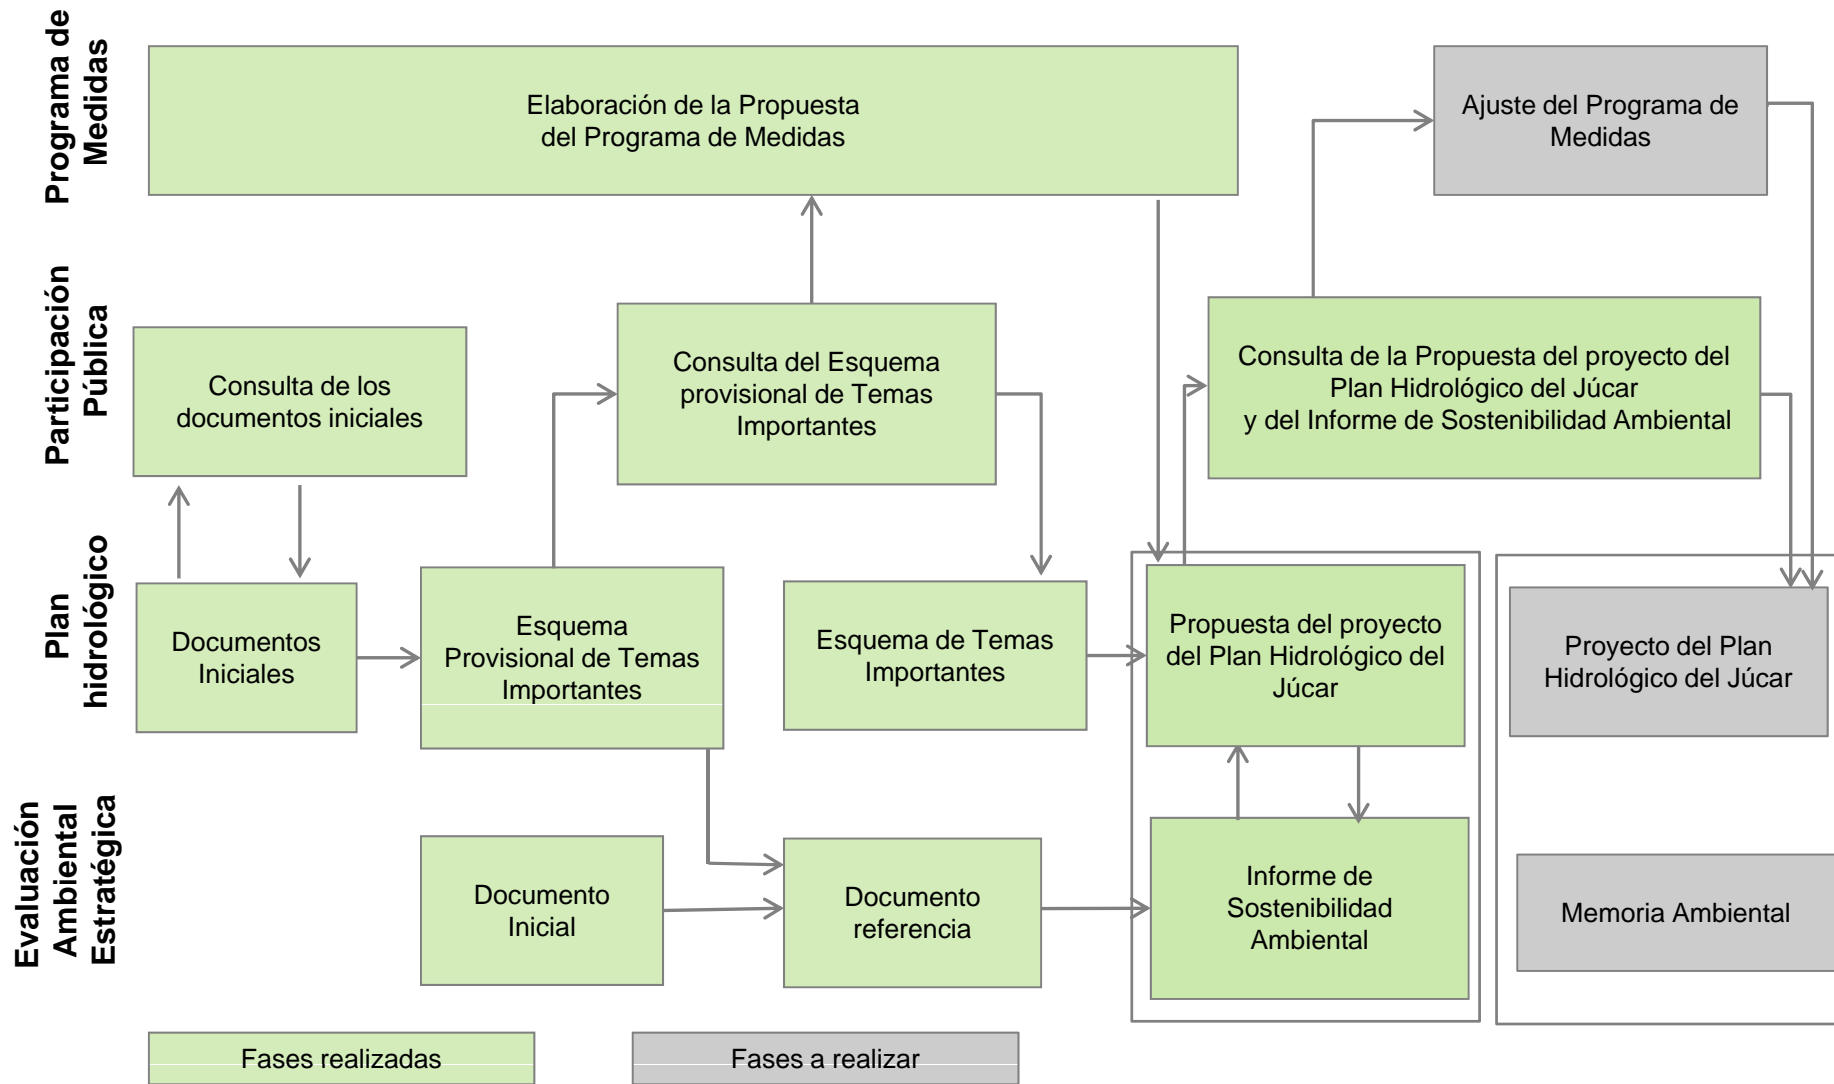 Programa de
Medidas
Elaboración de la Propuesta
del Programa de Medidas
Ajuste del Programa de
Medidas
Participación
Pública
Consulta de los
documentos iniciales
Consulta del Esquema
provisional de Temas
Importantes
Consulta de la Propuesta del proyecto del
Plan Hidrológico del Júcar
y del Informe de Sostenibilidad Ambiental
Plan
hidrológico
Documentos
Iniciales
Esquema
Provisional de Temas
Importantes
Esquema de Temas
Importantes
Propuesta del proyecto
del Plan Hidrológico del
Júcar
Proyecto del Plan
Hidrológico del Júcar
Evaluación
Ambiental
Estratégica
Documento
Inicial
Documento
referencia
Informe de
Sostenibilidad
Ambiental
Memoria Ambiental
Fases realizadas
Fases a realizar